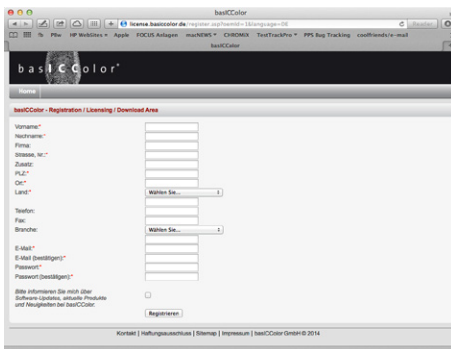 basICColor
license.basiccolor.de/register.asp?oemId=1&language=DE
Reader
Pllw HP WebSites Apple FOCUS Anlagen macNEWS CHROMiX TestTrackPro PPS Bug Tracking coolfriends/e-mail
basICColor
basICColor
Home
basICColor - Registration / Licensing / Download Area
Vorname:*
Nachname:*
Firma:
Strasse, Nr.:*
Zusatz:
PLZ:*
Ort:*
Land:* Wählen Sie...
Telefon:
Fax:
Branche: Wählen Sie...
E-Mail:*
E-Mail (bestätigen):*
Passwort:*
Passwort (bestätigen):*
Bitte informieren Sie mich über
Software-Updates, aktuelle Produkte
und Neuigkeiten bei basICColor.
Registrieren
Kontakt | Haftungsausschluss | Sitemap | Impressum | basICColor GmbH © 2014